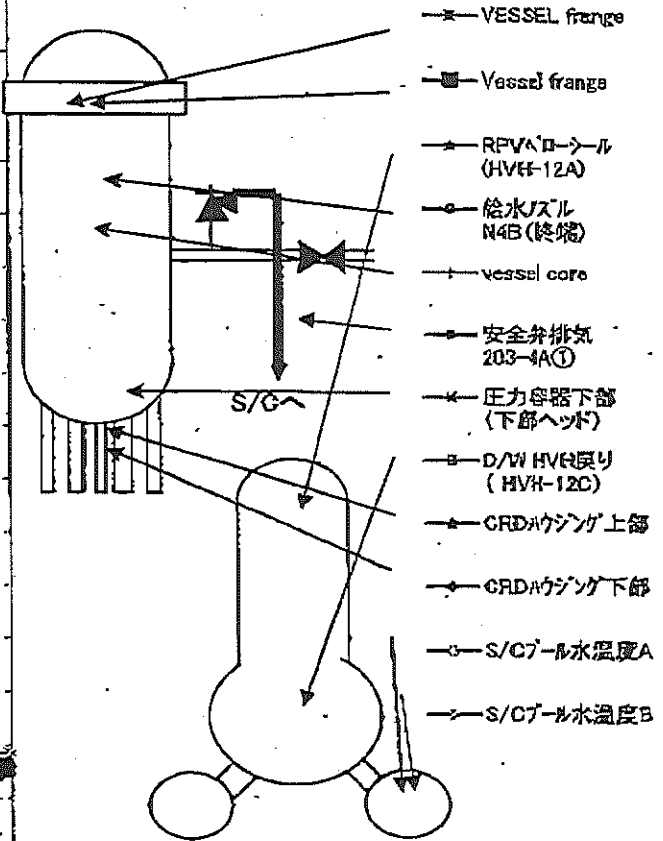 VESSEL frange
Vessel frange
RPVベローシール
(HVH-12A)
給水ノズル
N4B(終端)
vessel core
安全弁排気
203-4A①
圧力容器下部
(下部ヘッド)
D/W HVH戻り
(HVH-12C)
CRDハウジング上部
CRDハウジング下部
S/Cプール水温度A
S/Cプール水温度B
S/Cへ